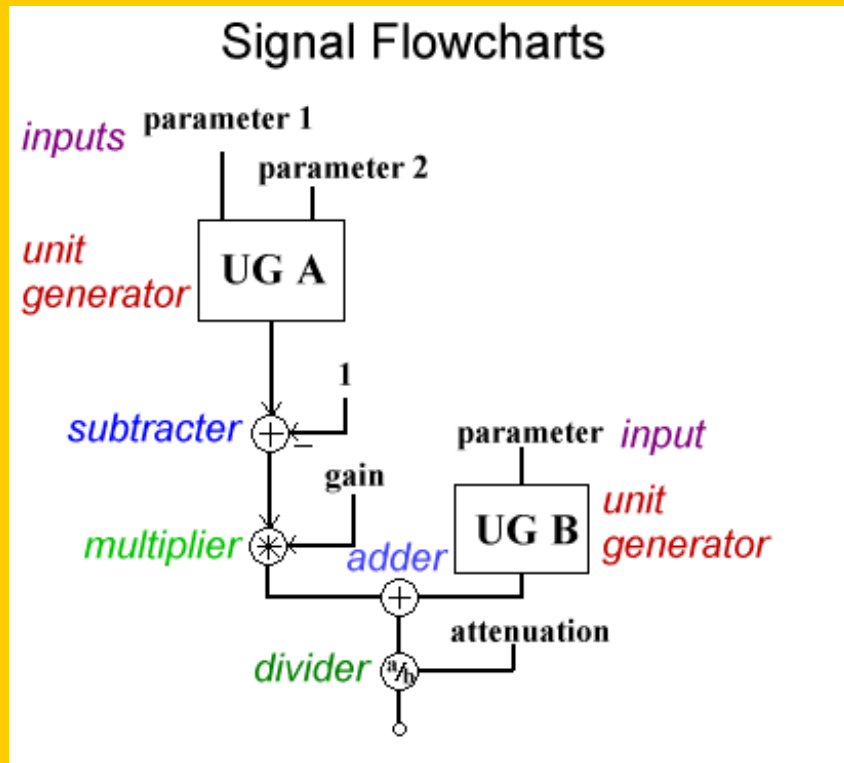 Signal Flowcharts
inputs
parameter 1
parameter 2
unit
generator
UG A
1
subtracter
+
−
gain
parameter
input
multiplier
*
adder
UG B
unit
generator
+
attenuation
divider
a/b